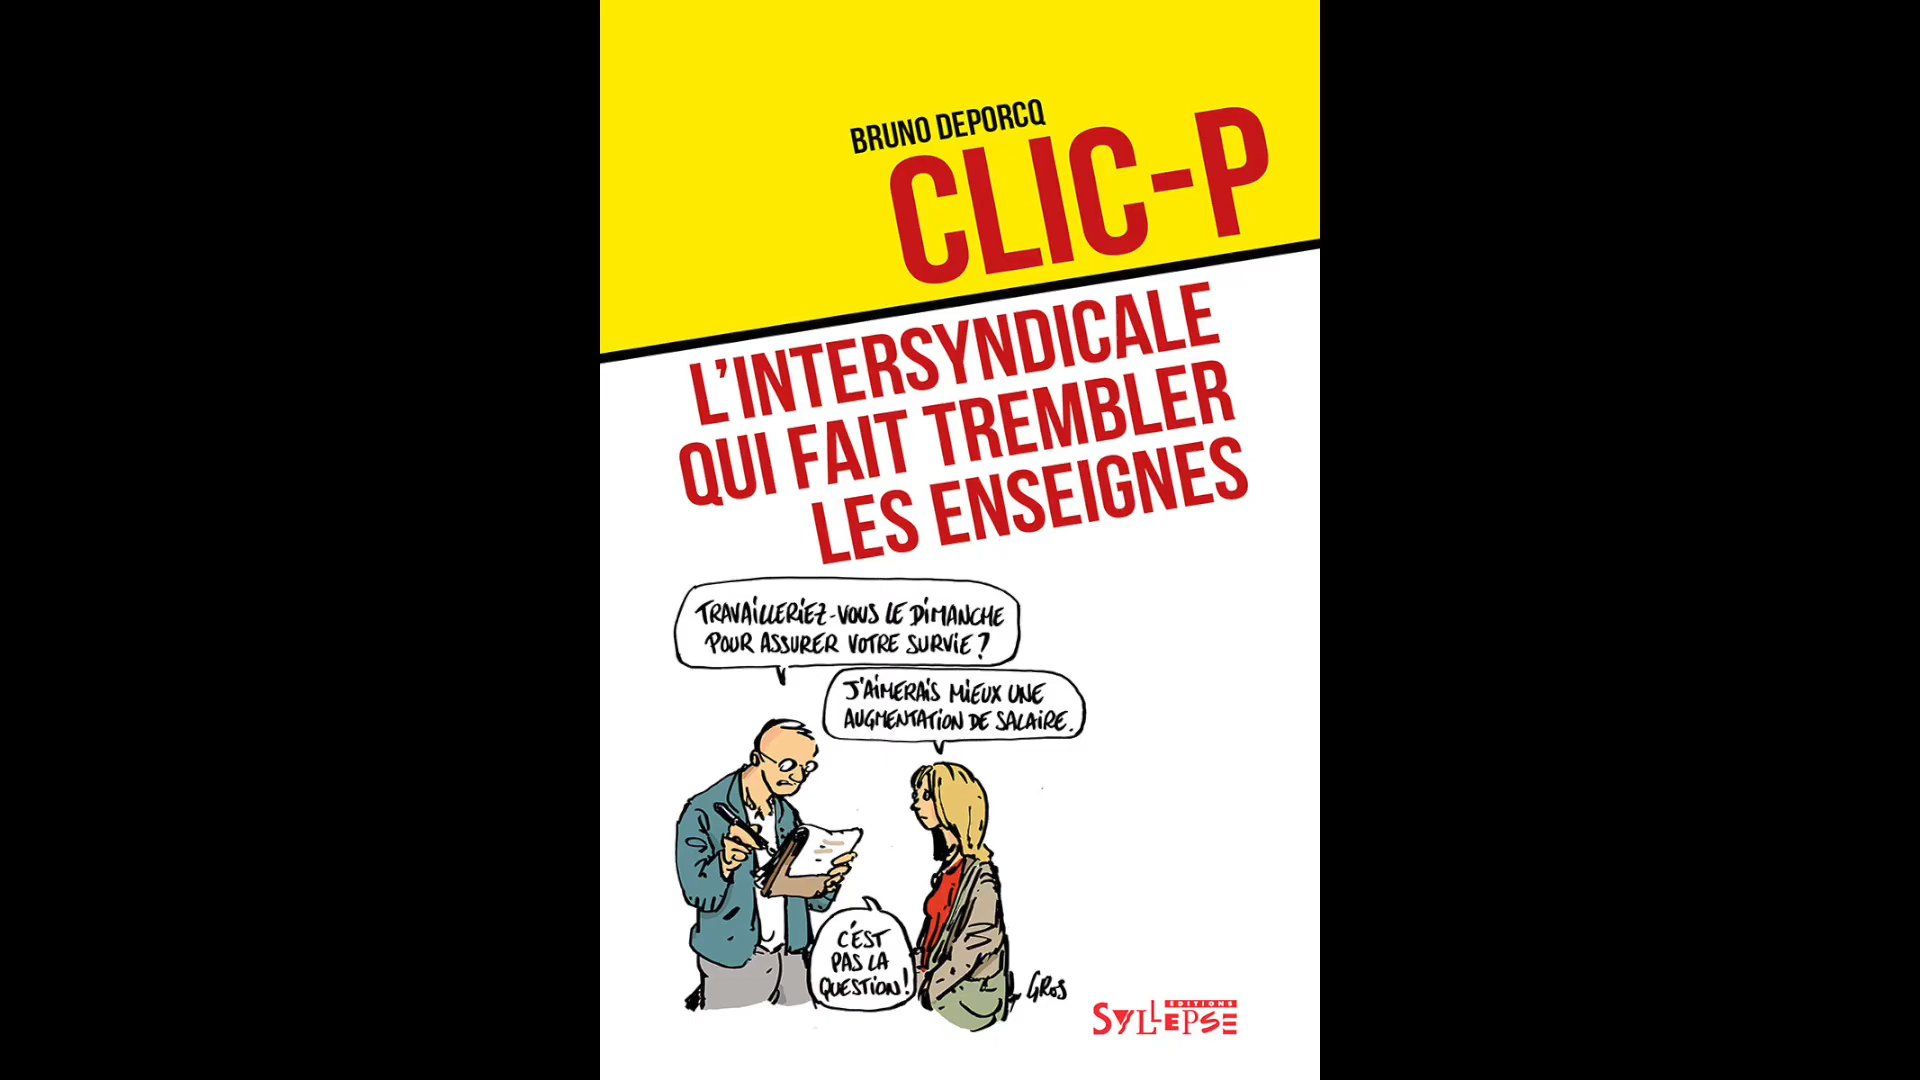 BRUNO DEPORCQ
CLIC-P
L'INTERSYNDICALE
QUI FAIT TREMBLER
LES ENSEIGNES
TRAVAILLERIEZ-VOUS LE DIMANCHE
POUR ASSURER VOTRE SURVIE ?
J'AIMERAIS MIEUX UNE
AUGMENTATION DE SALAIRE.
C'EST
PAS LA
QUESTION !
GROS
ÉDITIONS
SYLLEPSE